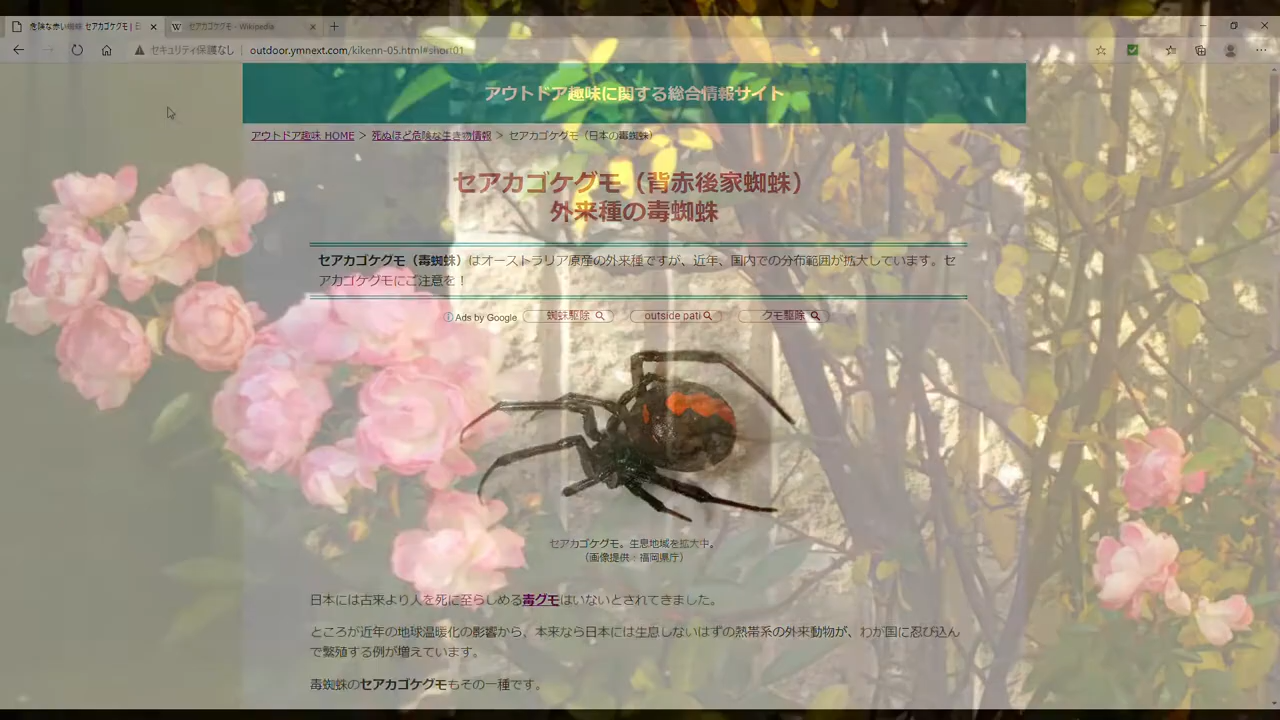 危険な赤い蜘蛛 セアカゴケグモ | E
セアカゴケグモ - Wikipedia
セキュリティ保護なし
outdoor.ymnext.com/kikenn-05.html#short01
アウトドア趣味に関する総合情報サイト
アウトドア趣味 HOME > 死ぬほど危険な生き物情報 > セアカゴケグモ（日本の毒蜘蛛）
セアカゴケグモ（背赤後家蜘蛛）
外来種の毒蜘蛛
セアカゴケグモ（毒蜘蛛）はオーストラリア原産の外来種ですが、近年、国内での分布範囲が拡大しています。セ
アカゴケグモにご注意を！
Ads by Google
蜘蛛駆除
outside pati
クモ駆除
セアカゴケグモ。生息地域を拡大中。
（画像提供：福岡県庁）
日本には古来より人を死に至らしめる毒グモはいないとされてきました。
ところが近年の地球温暖化の影響から、本来なら日本には生息しないはずの熱帯系の外来動物が、わが国に忍び込ん
で繁殖する例が増えています。
毒蜘蛛のセアカゴケグモもその一種です。